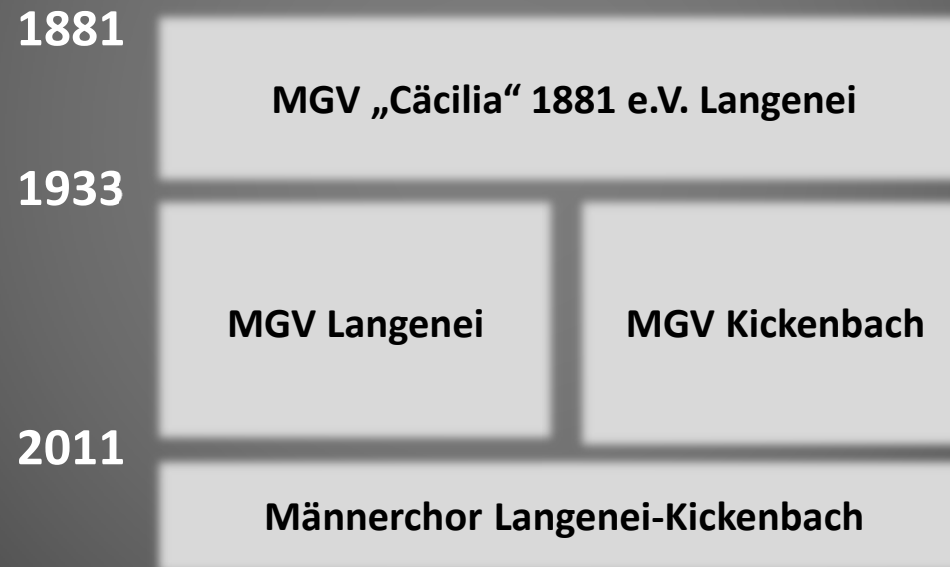 1881
MGV „Cäcilia“ 1881 e.V. Langenei
1933
MGV Langenei
MGV Kickenbach
2011
Männerchor Langenei-Kickenbach